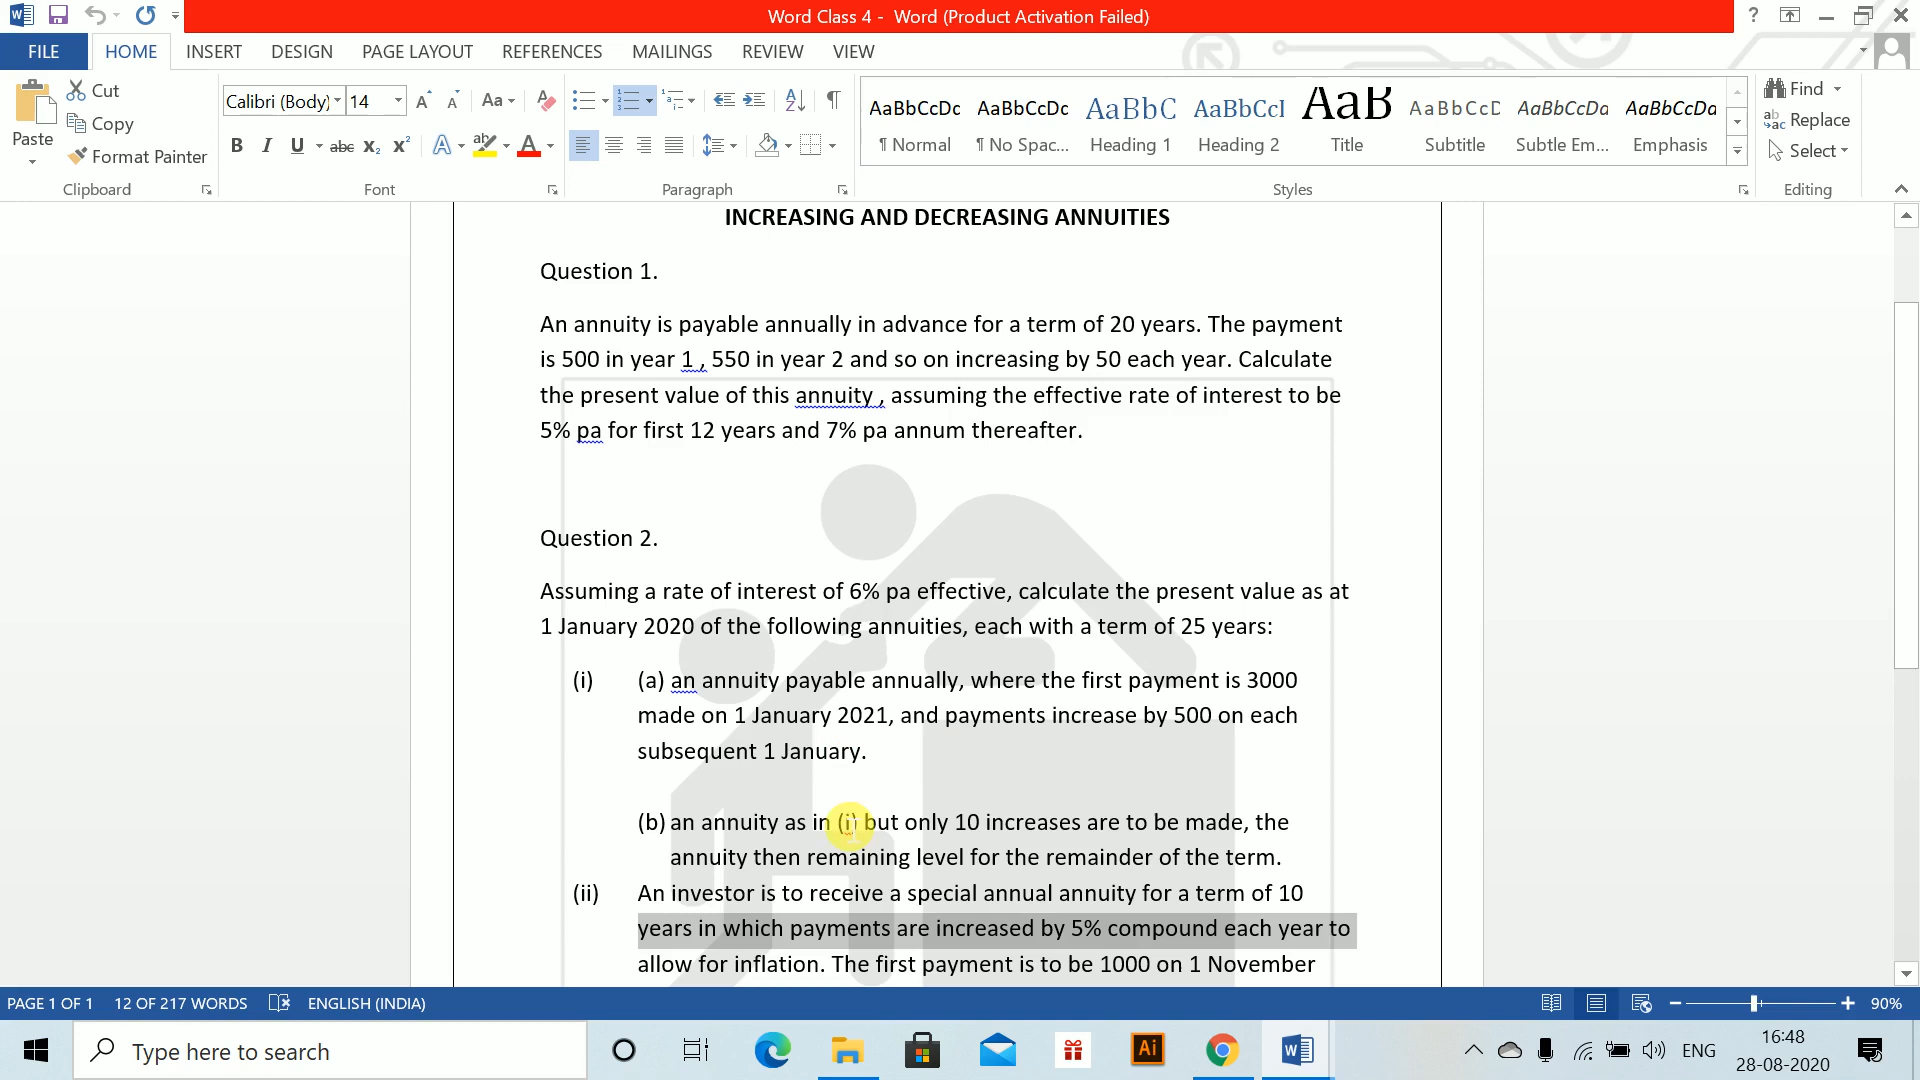 Word Class 4 - Word (Product Activation Failed)
FILE HOME INSERT DESIGN PAGE LAYOUT REFERENCES MAILINGS REVIEW VIEW
Paste
Cut
Copy
Format Painter
Clipboard
Calibri (Body) 14
Font
Paragraph
AaBbCcDc AaBbCcDc AaBbC AaBbCcI AaB AaBbCcD AaBbCcDa AaBbCcDa
¶ Normal ¶ No Spac... Heading 1 Heading 2 Title Subtitle Subtle Em... Emphasis
Styles
Find
Replace
Select
Editing
INCREASING AND DECREASING ANNUITIES
Question 1.
An annuity is payable annually in advance for a term of 20 years. The payment
is 500 in year 1 , 550 in year 2 and so on increasing by 50 each year. Calculate
the present value of this annuity , assuming the effective rate of interest to be
5% pa for first 12 years and 7% pa annum thereafter.
Question 2.
Assuming a rate of interest of 6% pa effective, calculate the present value as at
1 January 2020 of the following annuities, each with a term of 25 years:
(i) (a) an annuity payable annually, where the first payment is 3000
made on 1 January 2021, and payments increase by 500 on each
subsequent 1 January.
(b) an annuity as in (i) but only 10 increases are to be made, the
annuity then remaining level for the remainder of the term.
(ii) An investor is to receive a special annual annuity for a term of 10
years in which payments are increased by 5% compound each year to
allow for inflation. The first payment is to be 1000 on 1 November
PAGE 1 OF 1 12 OF 217 WORDS ENGLISH (INDIA) 90%
Type here to search
Ai
ENG
16:48
28-08-2020